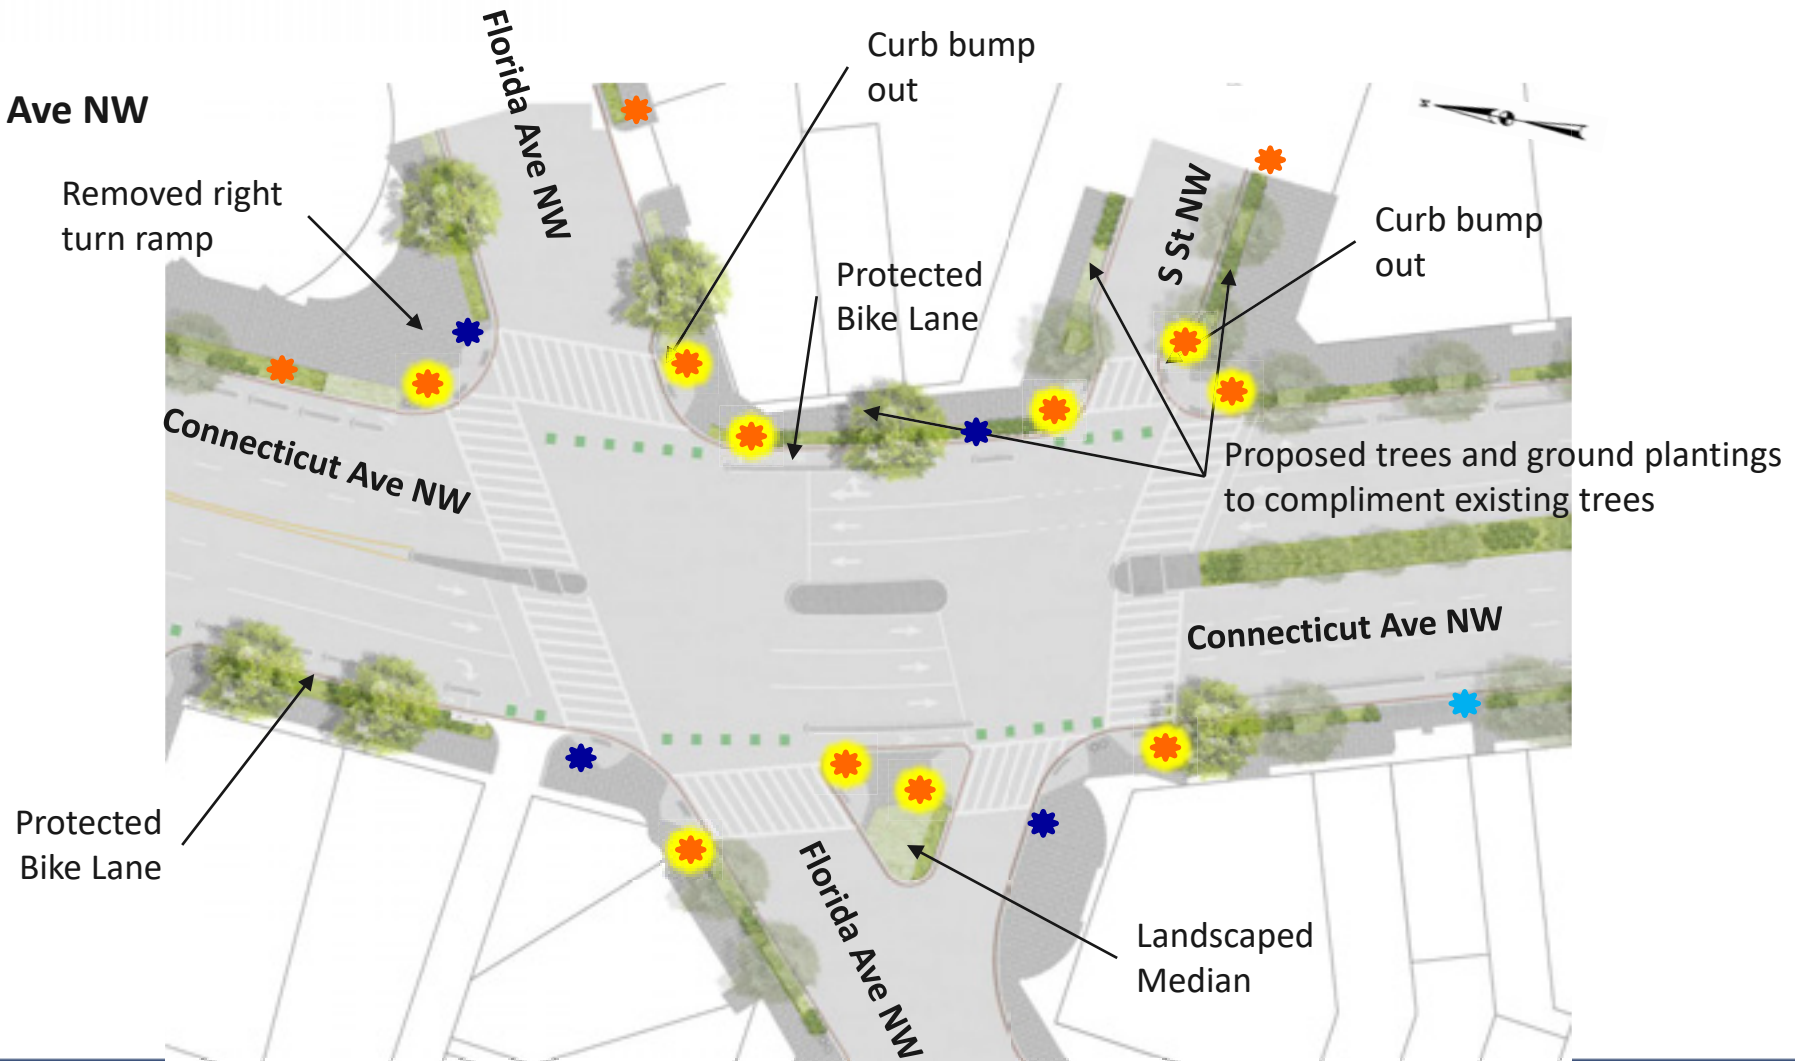 Ave NW
Florida Ave NW
Curb bump
out
Removed right
turn ramp
Protected
Bike Lane
S St NW
Curb bump
out
Connecticut Ave NW
Proposed trees and ground plantings
to compliment existing trees
Connecticut Ave NW
Protected
Bike Lane
Florida Ave NW
Landscaped
Median